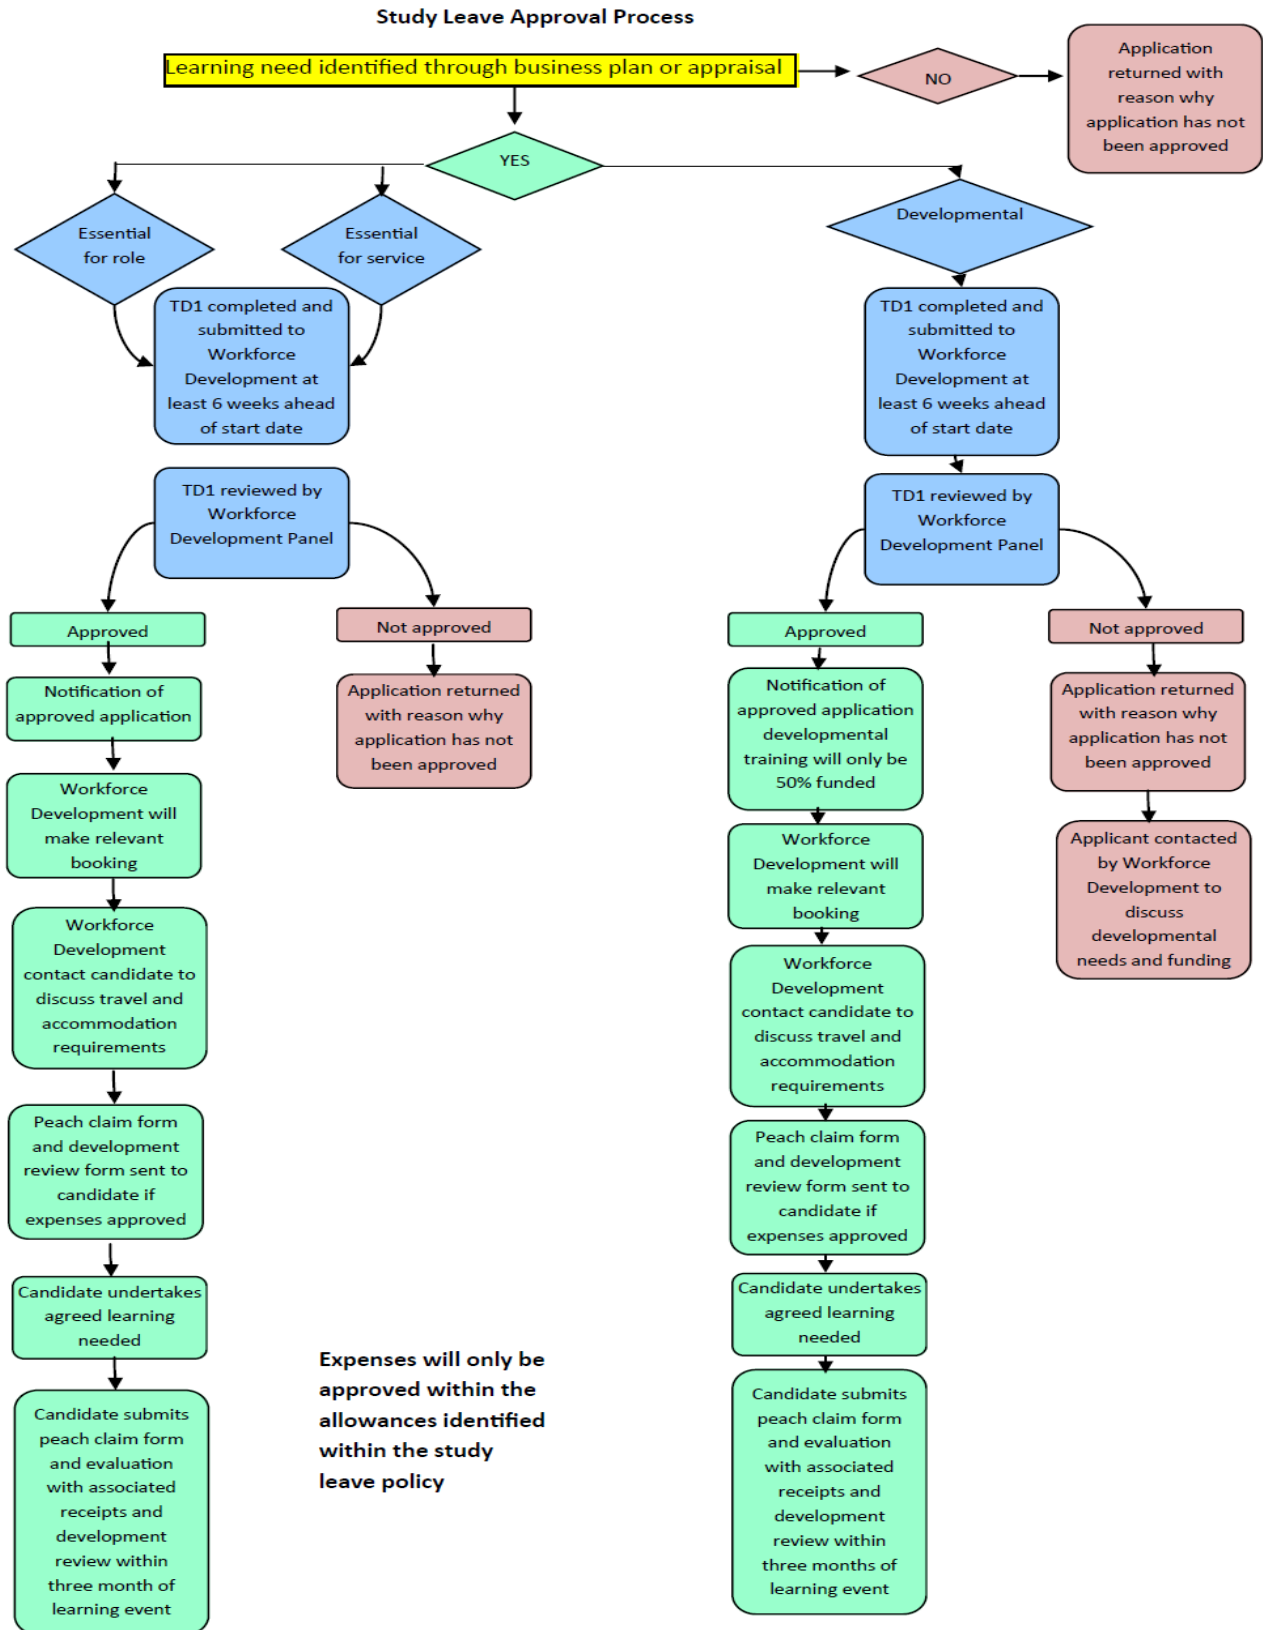 Study Leave Approval Process
Learning need identified through business plan or appraisal
NO
Application
returned with
reason why
application has not
been approved
YES
Essential
for role
Essential
for service
Developmental
TD1 completed and
submitted to
Workforce
Development at
least 6 weeks ahead
of start date
TD1 completed and
submitted to
Workforce
Development at
least 6 weeks ahead
of start date
TD1 reviewed by
Workforce
Development Panel
TD1 reviewed by
Workforce
Development Panel
Approved
Not approved
Approved
Not approved
Notification of
approved application
Application returned
with reason why
application has not
been approved
Notification of
approved application
developmental
training will only be
50% funded
Application returned
with reason why
application has not
been approved
Workforce
Development will
make relevant
booking
Workforce
Development will
make relevant
booking
Applicant contacted
by Workforce
Development to
discuss
developmental
needs and funding
Workforce
Development
contact candidate to
discuss travel and
accommodation
requirements
Workforce
Development
contact candidate to
discuss travel and
accommodation
requirements
Peach claim form
and development
review form sent to
candidate if
expenses approved
Peach claim form
and development
review form sent to
candidate if
expenses approved
Candidate undertakes
agreed learning
needed
Candidate undertakes
agreed learning
needed
Expenses will only be
approved within the
allowances identified
within the study
leave policy
Candidate submits
peach claim form
and evaluation
with associated
receipts and
development
review within
three month of
learning event
Candidate submits
peach claim form
and evaluation
with associated
receipts and
development
review within
three months of
learning event